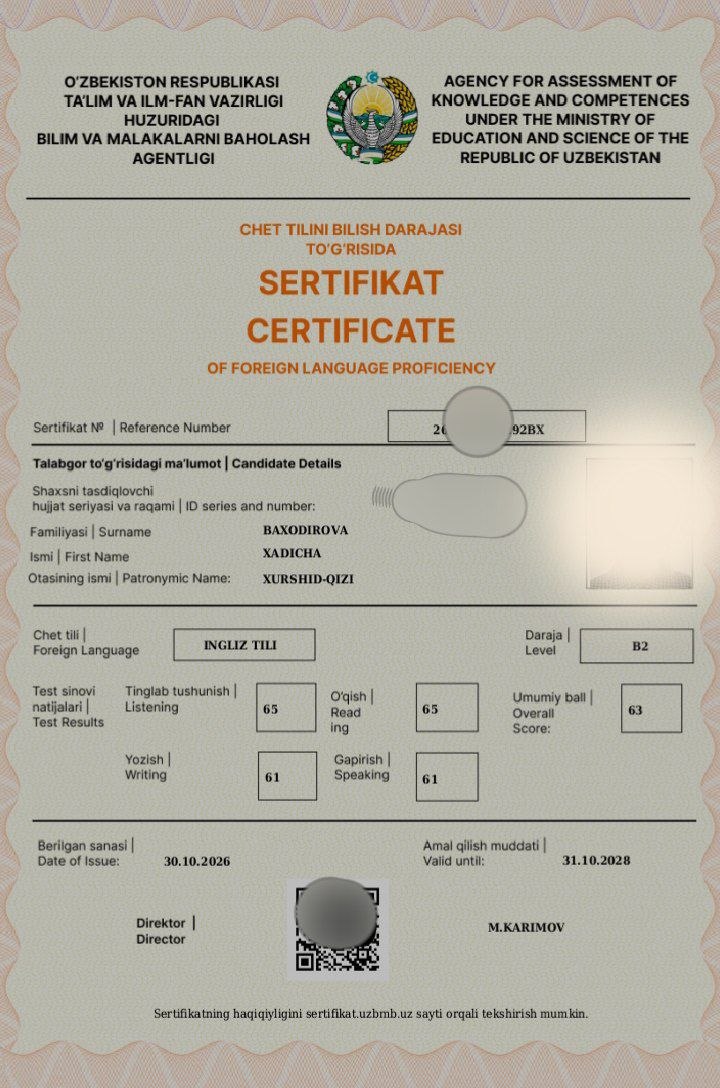 O'ZBEKISTON RESPUBLIKASI
TA'LIM VA ILM-FAN VAZIRLIGI
HUZURIDAGI
BILIM VA MALAKALARNI BAHOLASH
AGENTLIGI
AGENCY FOR ASSESSMENT OF
KNOWLEDGE AND COMPETENCES
UNDER THE MINISTRY OF
EDUCATION AND SCIENCE OF THE
REPUBLIC OF UZBEKISTAN
CHET TILINI BILISH DARAJASI
TO'G'RISIDA
SERTIFIKAT
CERTIFICATE
OF FOREIGN LANGUAGE PROFICIENCY
Sertifikat № | Reference Number
92BX
Talabgor to'g'risidagi ma'lumot | Candidate Details
Shaxsni tasdiqlovchi
hujjat seriyasi va raqami | ID series and number:
Familiyasi | Surname BAXODIROVA
Ismi | First Name XADICHA
Otasining ismi | Patronymic Name: XURSHID-QIZI
Chet tili |
Foreign Language
INGLIZ TILI
Daraja |
Level
B2
Test sinovi
natijalari |
Test Results
Tinglab tushunish |
Listening
65
O'qish |
Read
ing
65
Umumiy ball |
Overall
Score:
63
Yozish |
Writing
61
Gapirish |
Speaking
61
Berilgan sanasi |
Date of Issue: 30.10.2026
Amal qilish muddati |
Valid until: 31.10.2028
Direktor |
Director
M.KARIMOV
Sertifikatning haqiqiyligini sertifikat.uzbmb.uz sayti orqali tekshirish mumkin.